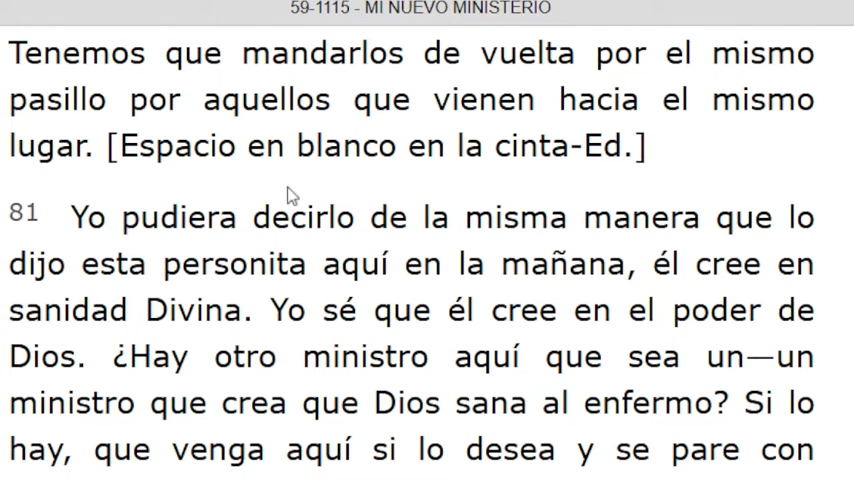 59-1115 - MI NUEVO MINISTERIO
Tenemos que mandarlos de vuelta por el mismo
pasillo por aquellos que vienen hacia el mismo
lugar. [Espacio en blanco en la cinta-Ed.]
81 Yo pudiera decirlo de la misma manera que lo
dijo esta personita aquí en la mañana, él cree en
sanidad Divina. Yo sé que él cree en el poder de
Dios. ¿Hay otro ministro aquí que sea un—un
ministro que crea que Dios sana al enfermo? Si lo
hay, que venga aquí si lo desea y se pare con